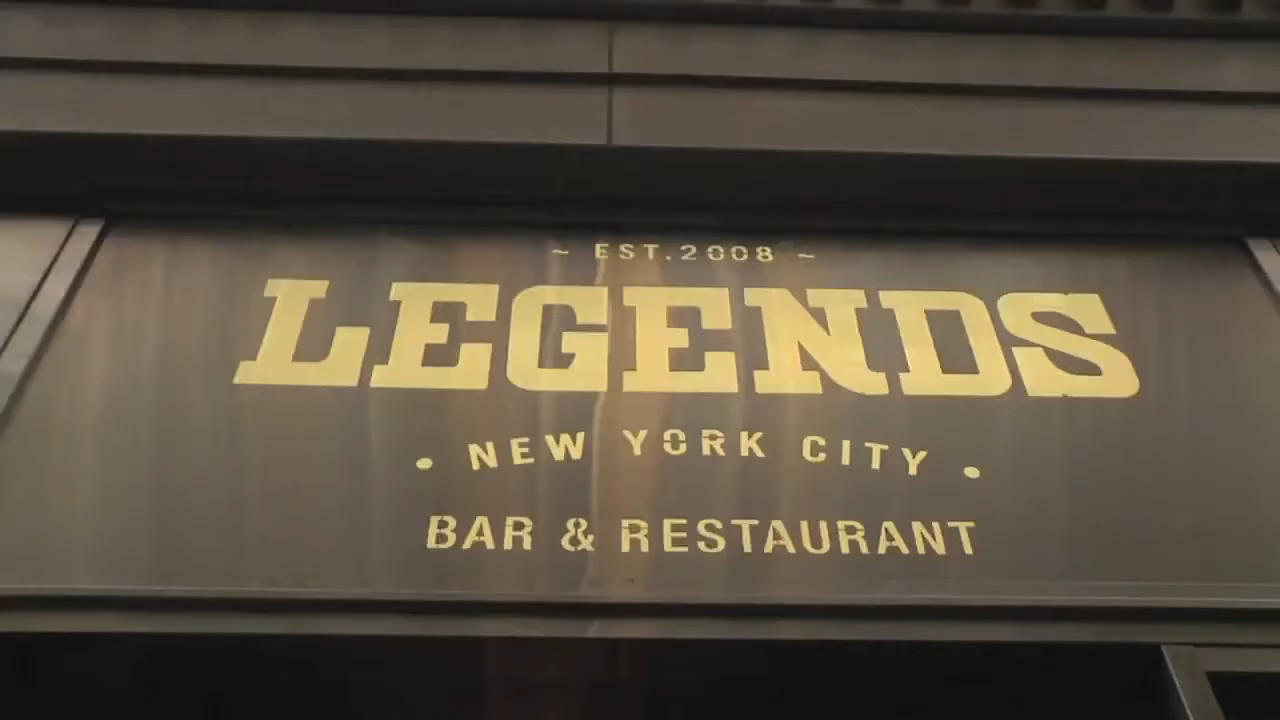 ~ EST.2008 ~
LEGENDS
• NEW YORK CITY •
BAR & RESTAURANT